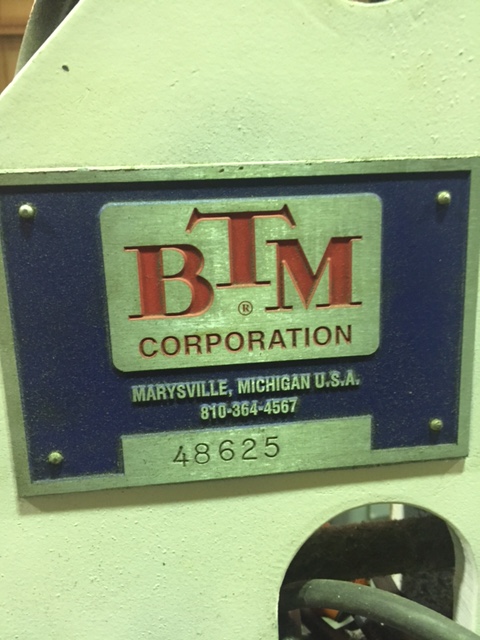 BTM
®
CORPORATION
MARYSVILLE, MICHIGAN U.S.A.
810-364-4567
48625